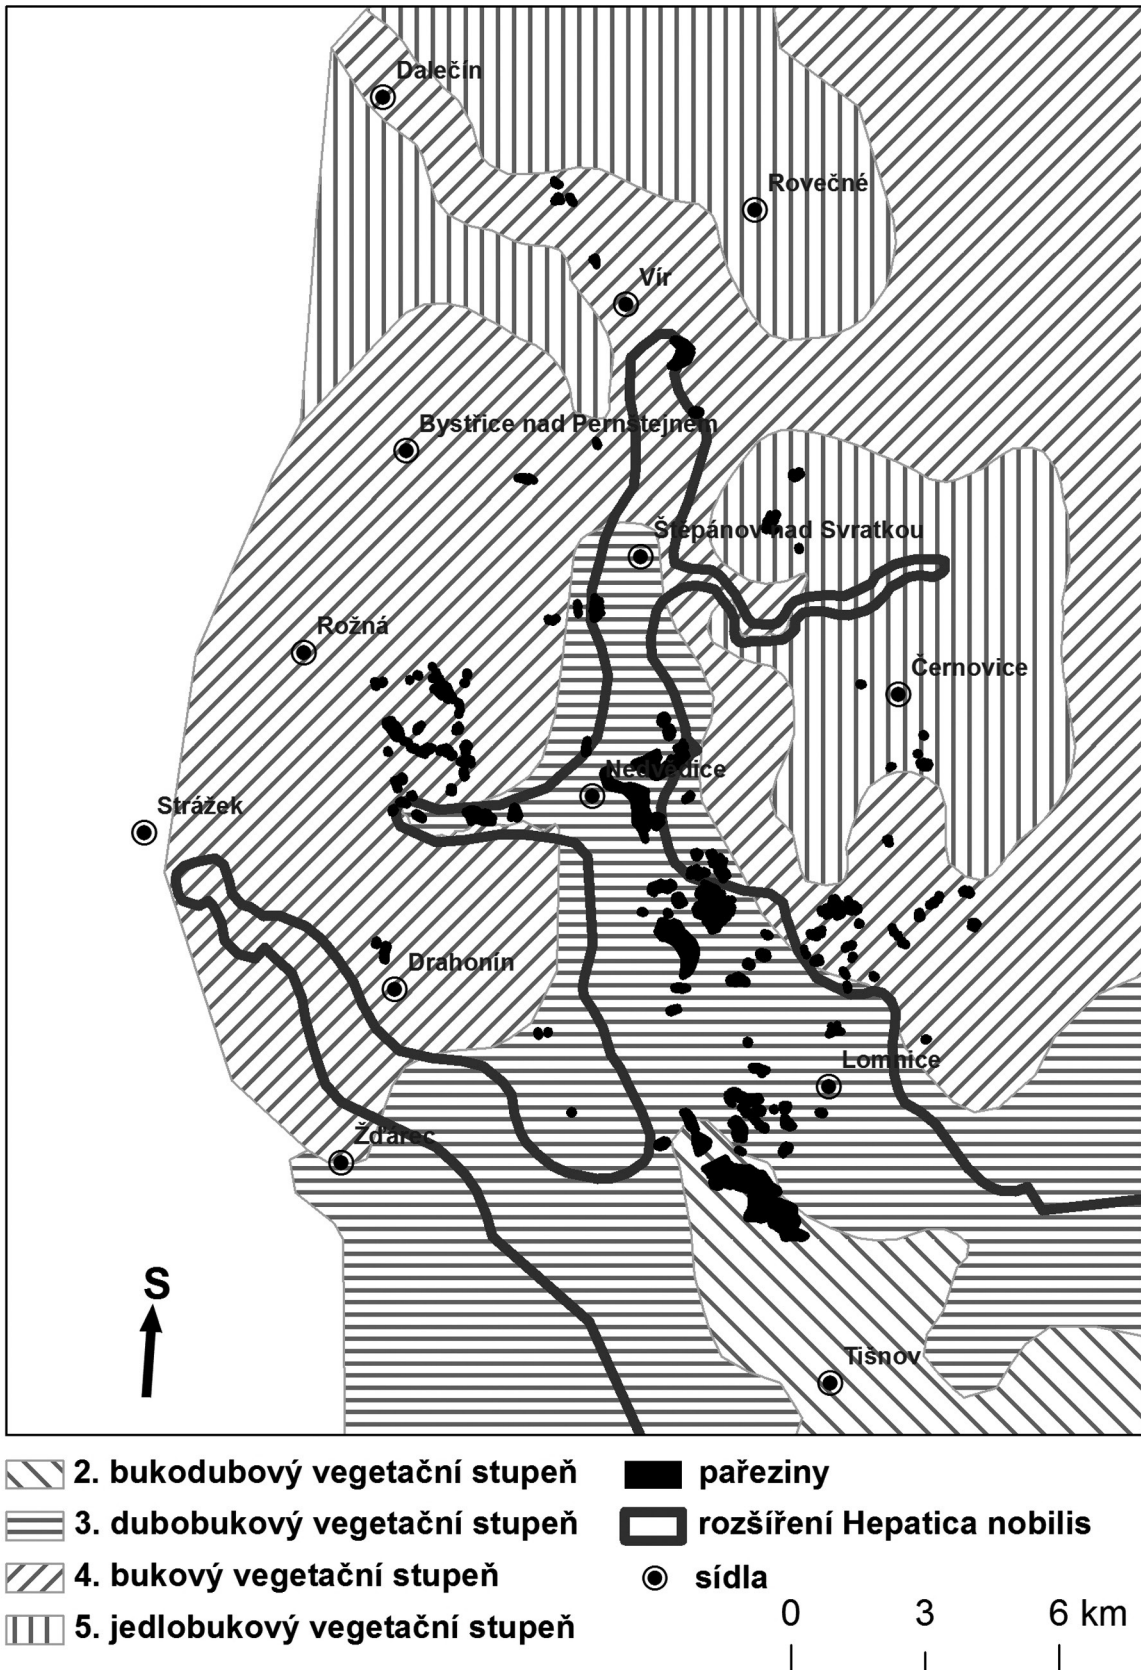 Dalečín
Rovečné
Vír
Bystřice nad Pernštejnem
Štěpánov nad Svratkou
Rožná
Černovice
Nedvědice
Strážek
Drahonín
Lomnice
Žďárec
S
Tišnov
2. bukodubový vegetační stupeň
3. dubobukový vegetační stupeň
4. bukový vegetační stupeň
5. jedlobukový vegetační stupeň
pařeziny
rozšíření Hepatica nobilis
sídla
0 3 6 km